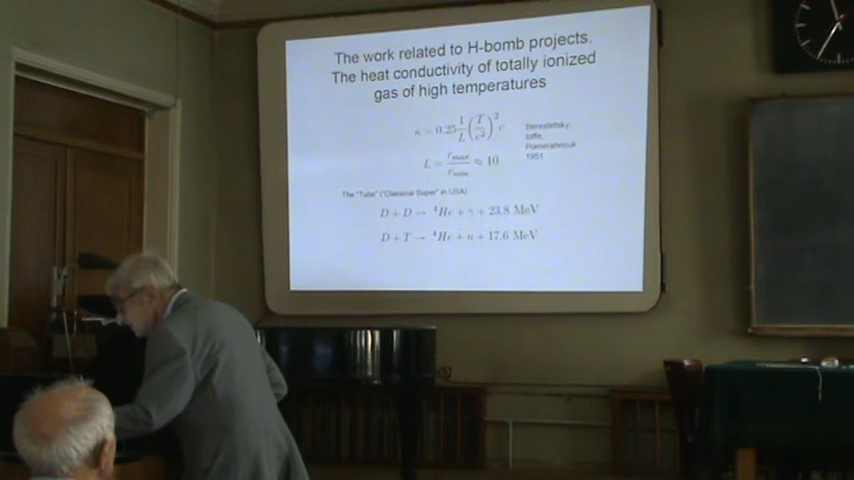 The work related to H-bomb projects.
The heat conductivity of totally ionized
gas of high temperatures
κ = 0.25 1/L (T/e²)² c
Berestetsky,
Ioffe,
Pomeranchuk
1951
L = r_max/r_min ≈ 10
The "Tube" ("Classical Super" in USA)
D + D → ⁴He + γ + 23.8 MeV
D + T → ⁴He + n + 17.6 MeV